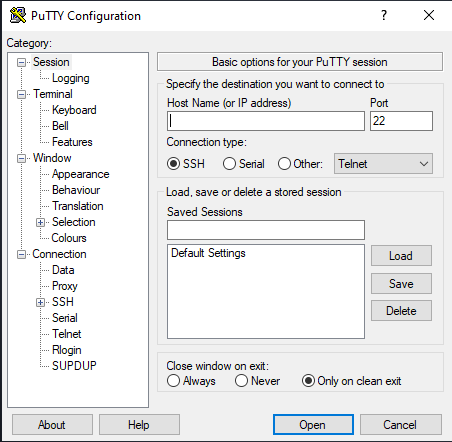 PuTTY Configuration
?
Category:
Session
Logging
Terminal
Keyboard
Bell
Features
Window
Appearance
Behaviour
Translation
Selection
Colours
Connection
Data
Proxy
SSH
Serial
Telnet
Rlogin
SUPDUP
Basic options for your PuTTY session
Specify the destination you want to connect to
Host Name (or IP address) Port
22
Connection type:
SSH Serial Other: Telnet
Load, save or delete a stored session
Saved Sessions
Default Settings
Load
Save
Delete
Close window on exit:
Always Never Only on clean exit
About Help Open Cancel